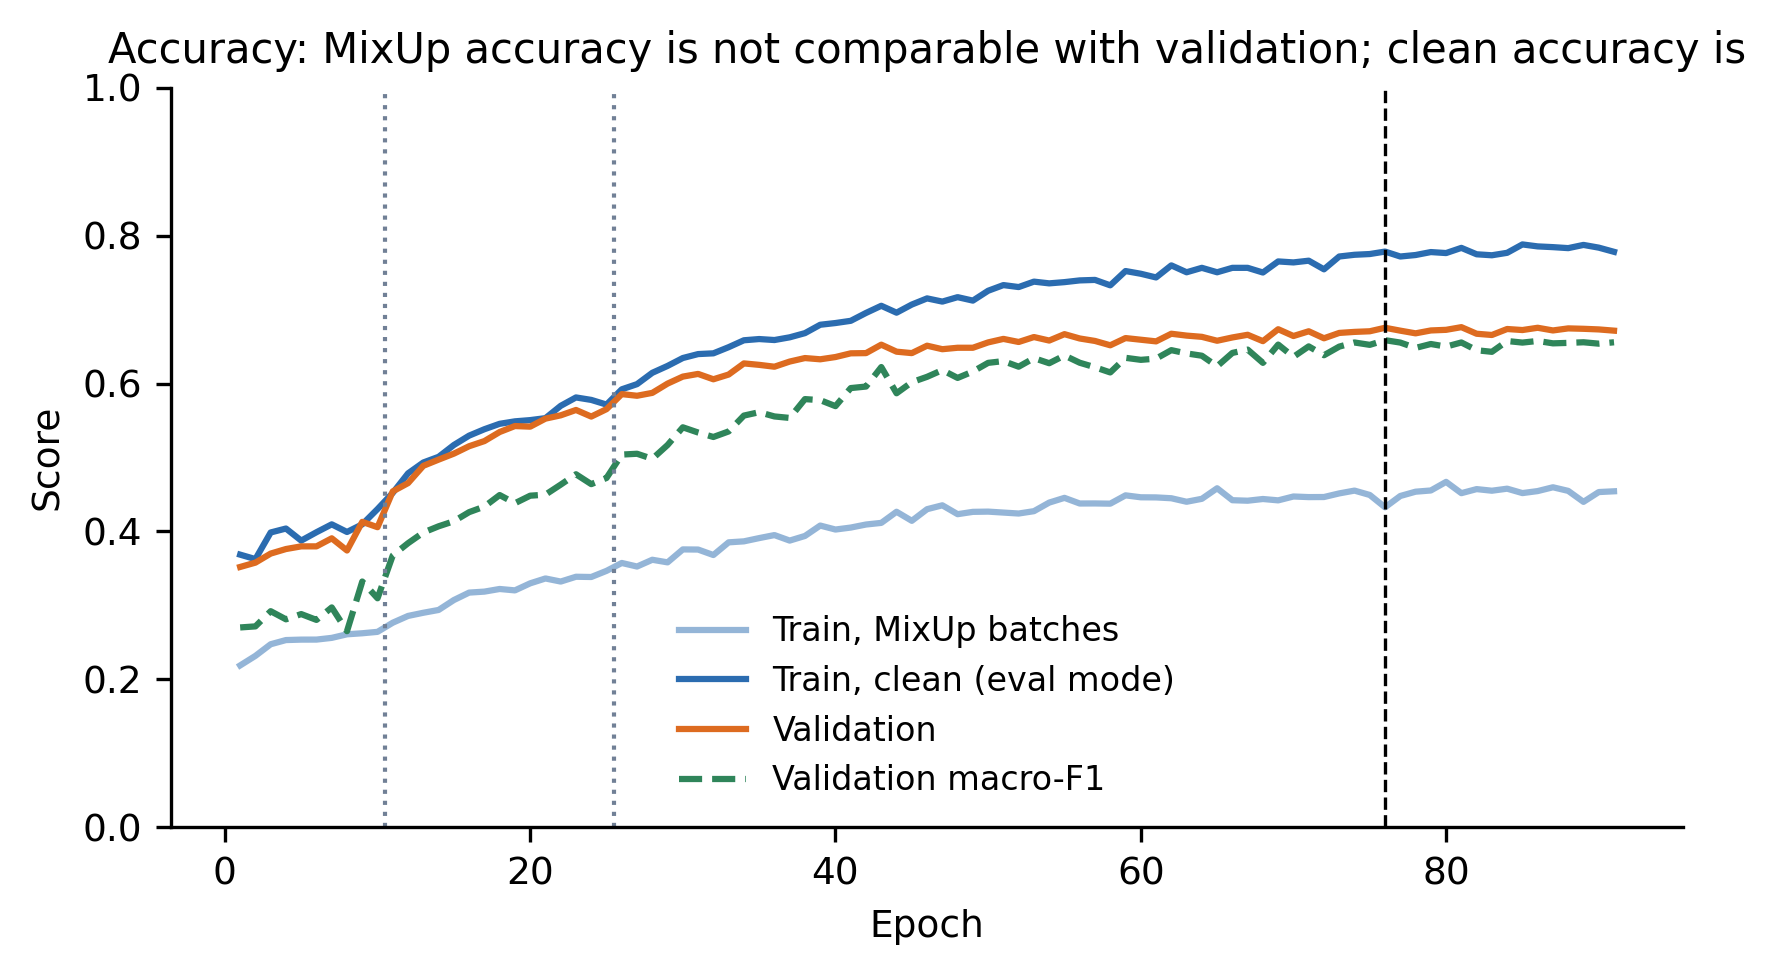 Accuracy: MixUp accuracy is not comparable with validation; clean accuracy is
1.0
0.8
0.6
0.4
0.2
0.0
Score
Train, MixUp batches
Train, clean (eval mode)
Validation
Validation macro-F1
0 20 40 60 80
Epoch